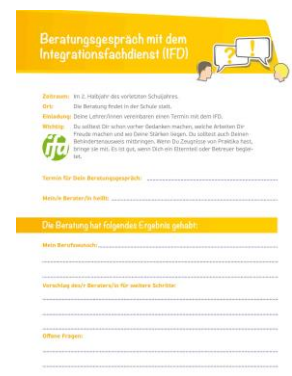 Beratungsgespräch mit dem
Integrationsfachdienst (IFD)
? !
Zeitraum: Im 2. Halbjahr des vorletzten Schuljahres.
Ort: Die Beratung findet in der Schule statt.
Einladung: Deine Lehrer/innen vereinbaren einen Termin mit dem IFD.
Wichtig: Du solltest Dir schon vorher Gedanken machen, welche Arbeiten Dir
Freude machen und wo Deine Stärken liegen. Du solltest auch Deinen
Behindertenausweis mitbringen. Wenn Du Zeugnisse von Praktika hast,
bringe sie mit. Es ist gut, wenn Dich ein Elternteil oder Betreuer beglei-
tet.
ifd
Termin für Dein Beratungsgespräch:
Mein/e Berater/in heißt:
Die Beratung hat folgendes Ergebnis gehabt:
Mein Berufswunsch:
Vorschlag des/r Beraters/in für weitere Schritte:
Offene Fragen: